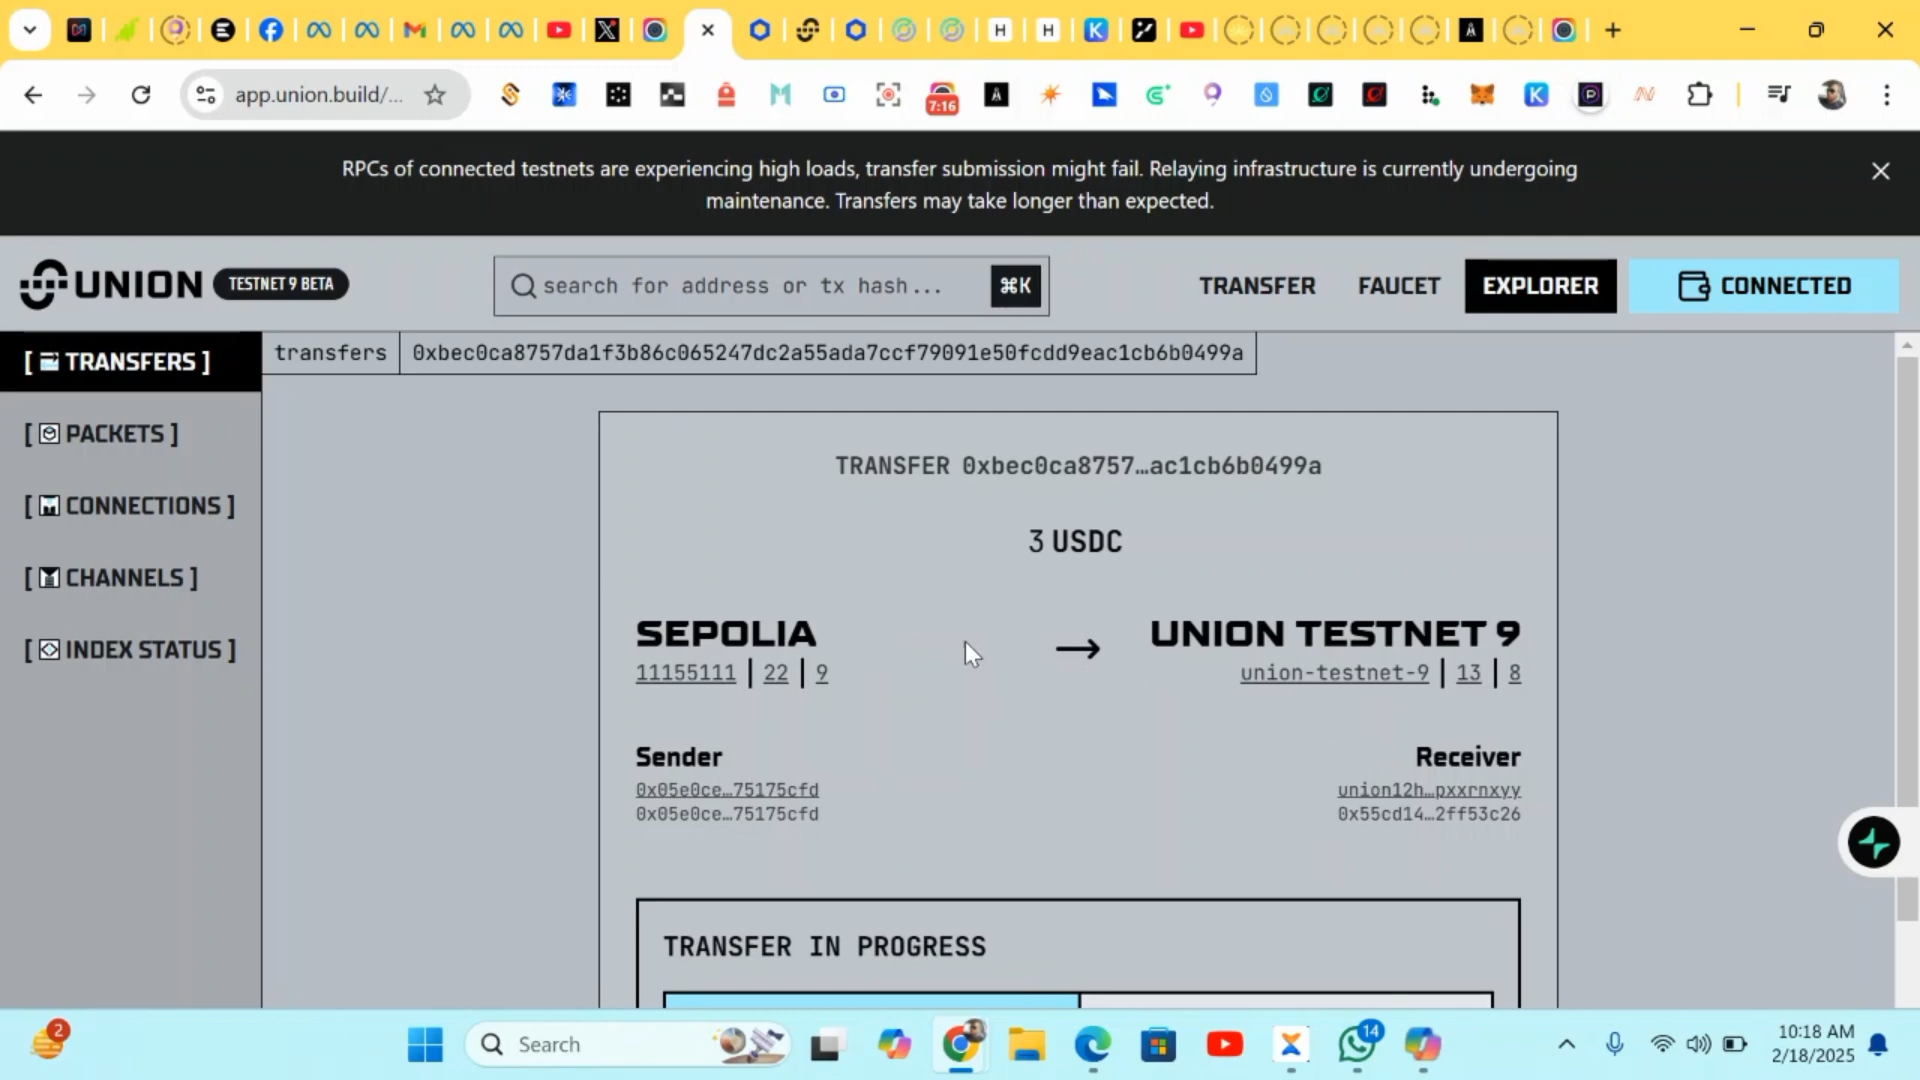 app.union.build/...
7:16
RPCs of connected testnets are experiencing high loads, transfer submission might fail. Relaying infrastructure is currently undergoing
maintenance. Transfers may take longer than expected.
UNION TESTNET 9 BETA
search for address or tx hash... ⌘K
TRANSFER FAUCET EXPLORER CONNECTED
[ TRANSFERS ]
transfers 0xbec0ca8757da1f3b86c065247dc2a55ada7ccf79091e50fcdd9eac1cb6b0499a
[ PACKETS ]
[ CONNECTIONS ]
[ CHANNELS ]
[ INDEX STATUS ]
TRANSFER 0xbec0ca8757…ac1cb6b0499a
3 USDC
SEPOLIA → UNION TESTNET 9
11155111 | 22 | 9 union-testnet-9 | 13 | 8
Sender Receiver
0x05e0ce…75175cfd union12h…pxxrnxyy
0x05e0ce…75175cfd 0x55cd14…2ff53c26
TRANSFER IN PROGRESS
2
Search
14
10:18 AM
2/18/2025